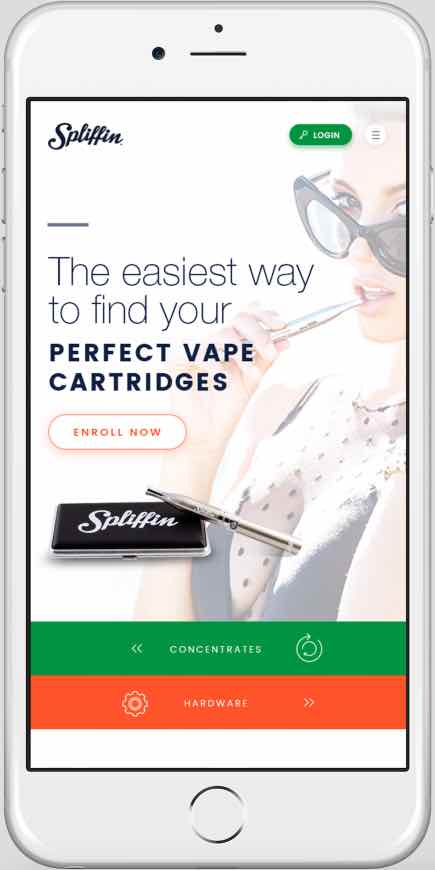 Spliffin
LOGIN
The easiest way
to find your
PERFECT VAPE
CARTRIDGES
ENROLL NOW
Spliffin
CONCENTRATES
HARDWARE